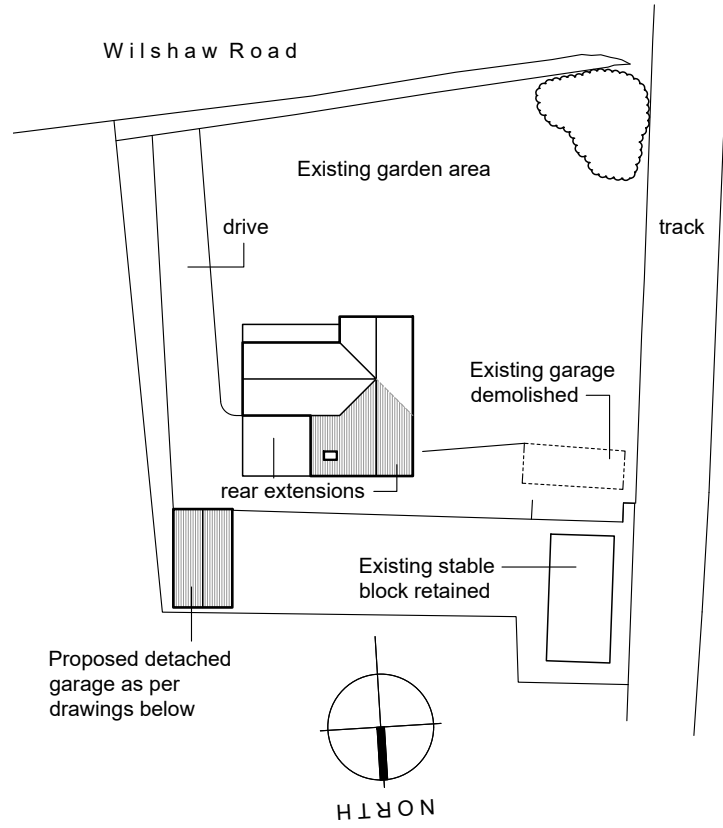 Wilshaw Road
Existing garden area
drive
track
Existing garage
demolished
rear extensions
Existing stable
block retained
Proposed detached
garage as per
drawings below
NORTH